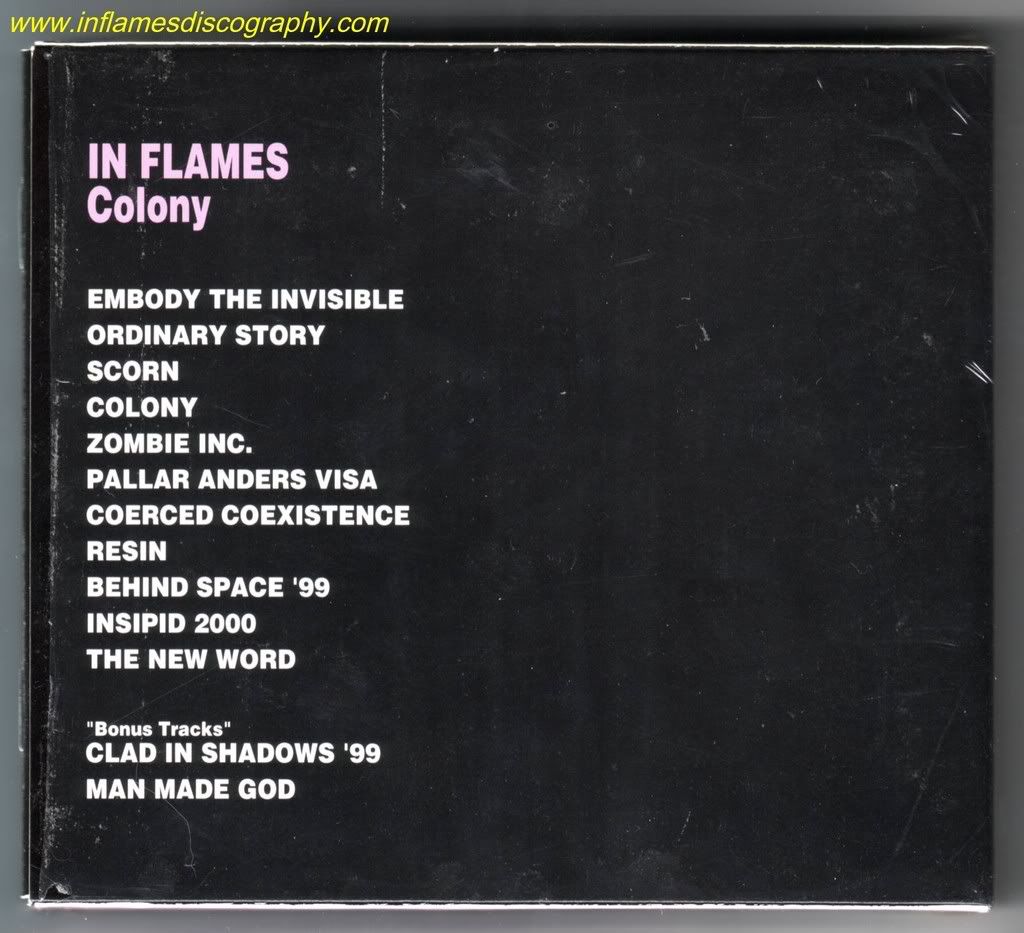 www.inflamesdiscography.com
IN FLAMES
Colony
EMBODY THE INVISIBLE
ORDINARY STORY
SCORN
COLONY
ZOMBIE INC.
PALLAR ANDERS VISA
COERCED COEXISTENCE
RESIN
BEHIND SPACE '99
INSIPID 2000
THE NEW WORD
"Bonus Tracks"
CLAD IN SHADOWS '99
MAN MADE GOD